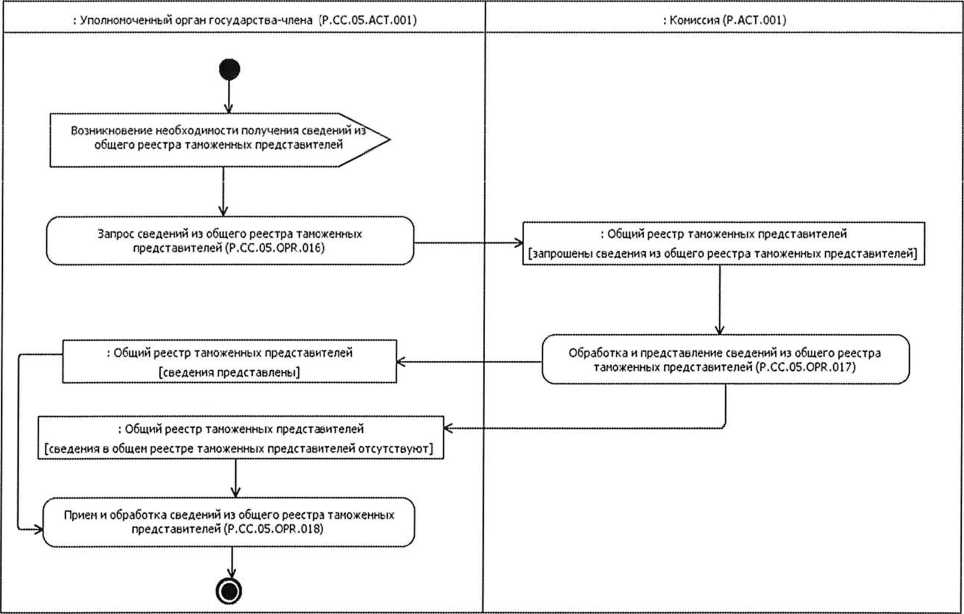 : Уполномоченный орган государства-члена (P.CC.05.ACT.001)
: Комиссия (P.ACT.001)
Возникновение необходимости получения сведений из
общего реестра таможенных представителей
Запрос сведений из общего реестра таможенных
представителей (P.CC.05.OPR.016)
: Общий реестр таможенных представителей
[запрошены сведения из общего реестра таможенных представителей]
Обработка и представление сведений из общего реестра
таможенных представителей (P.CC.05.OPR.017)
: Общий реестр таможенных представителей
[сведения представлены]
: Общий реестр таможенных представителей
[сведения в общем реестре таможенных представителей отсутствуют]
Прием и обработка сведений из общего реестра таможенных
представителей (P.CC.05.OPR.018)